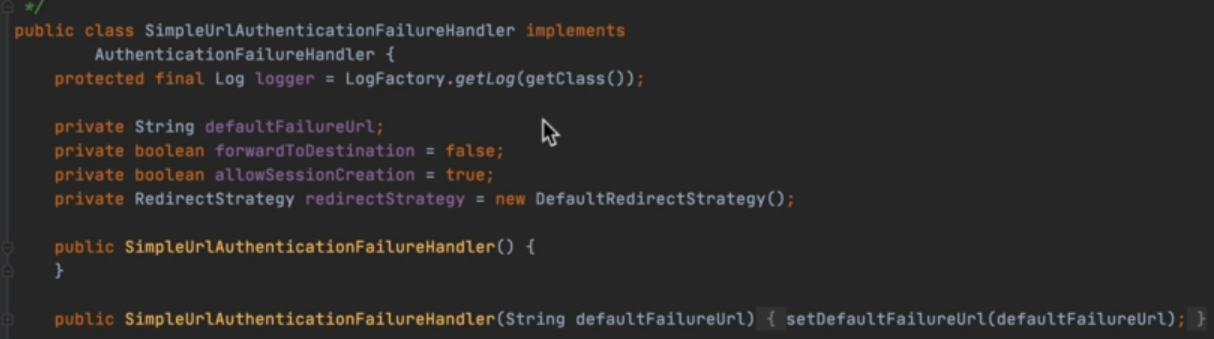 */
public class SimpleUrlAuthenticationFailureHandler implements
AuthenticationFailureHandler {
protected final Log logger = LogFactory.getLog(getClass());
private String defaultFailureUrl;
private boolean forwardToDestination = false;
private boolean allowSessionCreation = true;
private RedirectStrategy redirectStrategy = new DefaultRedirectStrategy();
public SimpleUrlAuthenticationFailureHandler() {
}
public SimpleUrlAuthenticationFailureHandler(String defaultFailureUrl) { setDefaultFailureUrl(defaultFailureUrl); }